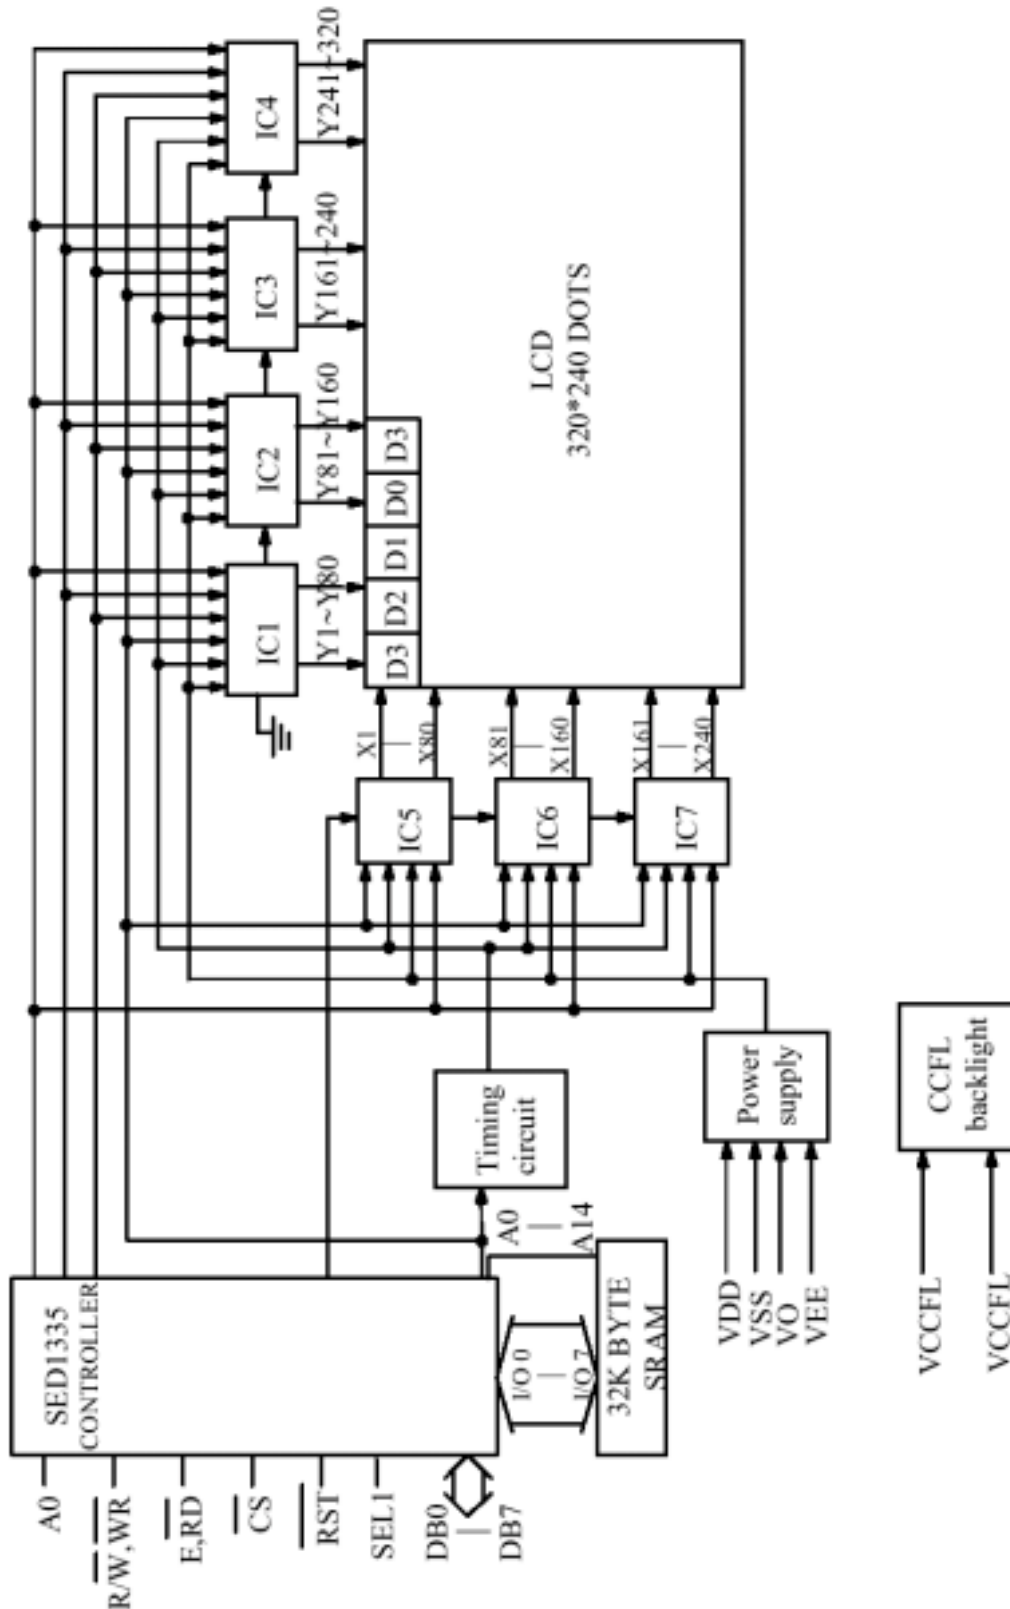 A0
R/W,WR
E,RD
CS
RST
SEL1
DB0
DB7
SED1335
CONTROLLER
I/O 0
I/O 7
32K BYTE
SRAM
A0
A14
Timing
circuit
VDD
VSS
VO
VEE
Power
supply
VCCFL
VCCFL
CCFL
backlight
IC1
IC2
IC3
IC4
Y1~Y80
Y81~Y160
Y161~240
Y241~320
IC5
IC6
IC7
X1
X80
X81
X160
X161
X240
D3
D2
D1
D0
D3
LCD
320*240 DOTS